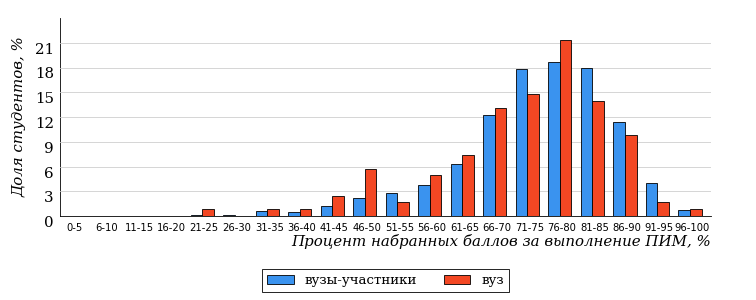 Доля студентов, %
21
18
15
12
9
6
3
0
0-5 6-10 11-15 16-20 21-25 26-30 31-35 36-40 41-45 46-50 51-55 56-60 61-65 66-70 71-75 76-80 81-85 86-90 91-95 96-100
Процент набранных баллов за выполнение ПИМ, %
вузы-участники вуз